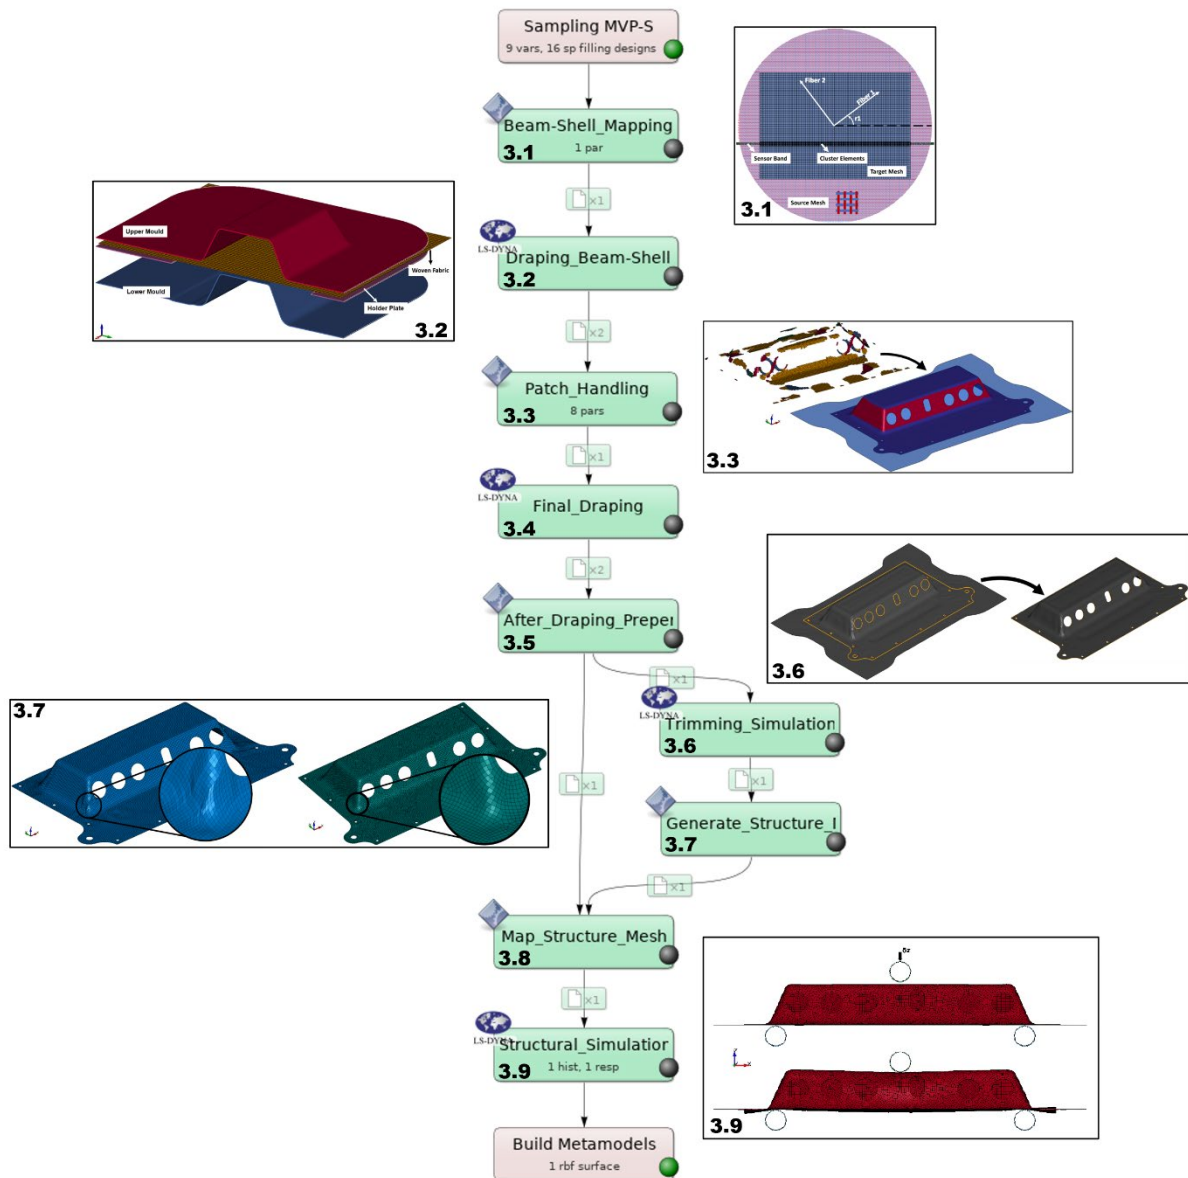 Sampling MVP-S
9 vars, 16 sp filling designs
Beam-Shell_Mapping
3.1
1 par
x1
LS-DYNA
Draping_Beam-Shell
3.2
x2
Patch_Handling
3.3
8 pars
x1
LS-DYNA
Final_Draping
3.4
x2
After_Draping_Preper
3.5
x1
LS-DYNA
Trimming_Simulation
3.6
x1
x1
Generate_Structure_I
3.7
x1
Map_Structure_Mesh
3.8
x1
LS-DYNA
Structural_Simulation
3.9
1 hist, 1 resp
Build Metamodels
1 rbf surface
Fiber 2
Fiber 1
r1
Sensor Band
Cluster Elements
Target Mesh
Source Mesh
3.1
Upper Mould
Woven Fabric
Lower Mould
Holder Plate
3.2
3.3
3.6
3.7
3.9